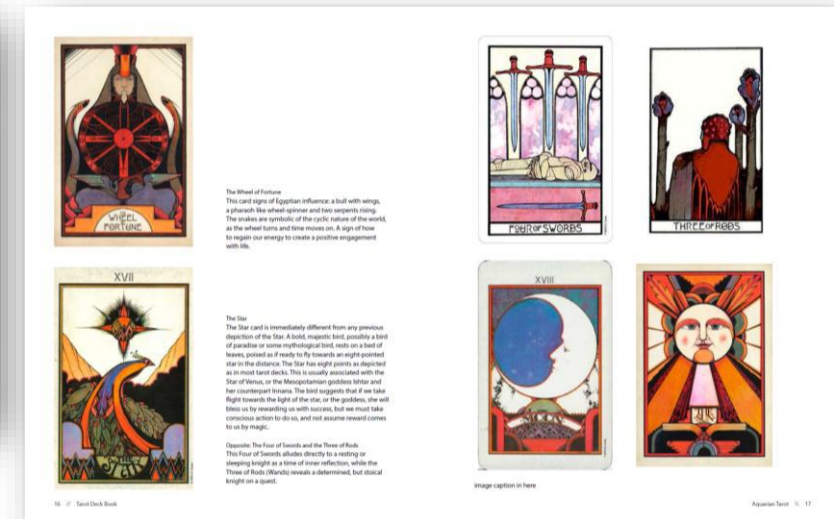 THE
WHEEL
OF
FORTUNE
The Wheel of Fortune
This card signs of Egyptian influence: a bull with wings,
a pharaoh like wheel-spinner and two serpents rising.
The snakes are symbolic of the cyclic nature of the world,
as the wheel turns and time moves on. A sign of how
to regain our energy to create a positive engagement
with life.
XVII
THE
STAR
The Star
The Star card is immediately different from any previous
depiction of the Star. A bold, majestic bird, possibly a bird
of paradise or some mythological bird, rests on a bed of
leaves, poised as if ready to fly towards an eight-pointed
star in the distance. The Star has eight points as depicted
as in most tarot decks. This is usually associated with the
Star of Venus, or the Mesopotamian goddess Ishtar and
her counterpart Innana. The bird suggests that if we take
flight towards the light of the star, or the goddess, she will
bless us by rewarding us with success, but we must take
conscious action to do so, and not assume reward comes
to us by magic.
Opposite: The Four of Swords and the Three of Rods
This Four of Swords alludes directly to a resting or
sleeping knight as a time of inner reflection, while the
Three of Rods (Wands) reveals a determined, but stoical
knight on a quest.
16
Tarot Deck Book
FOUR OF SWORDS
THREE OF RODS
XVIII
MOON
SUN
image caption in here
Aquarian Tarot
17